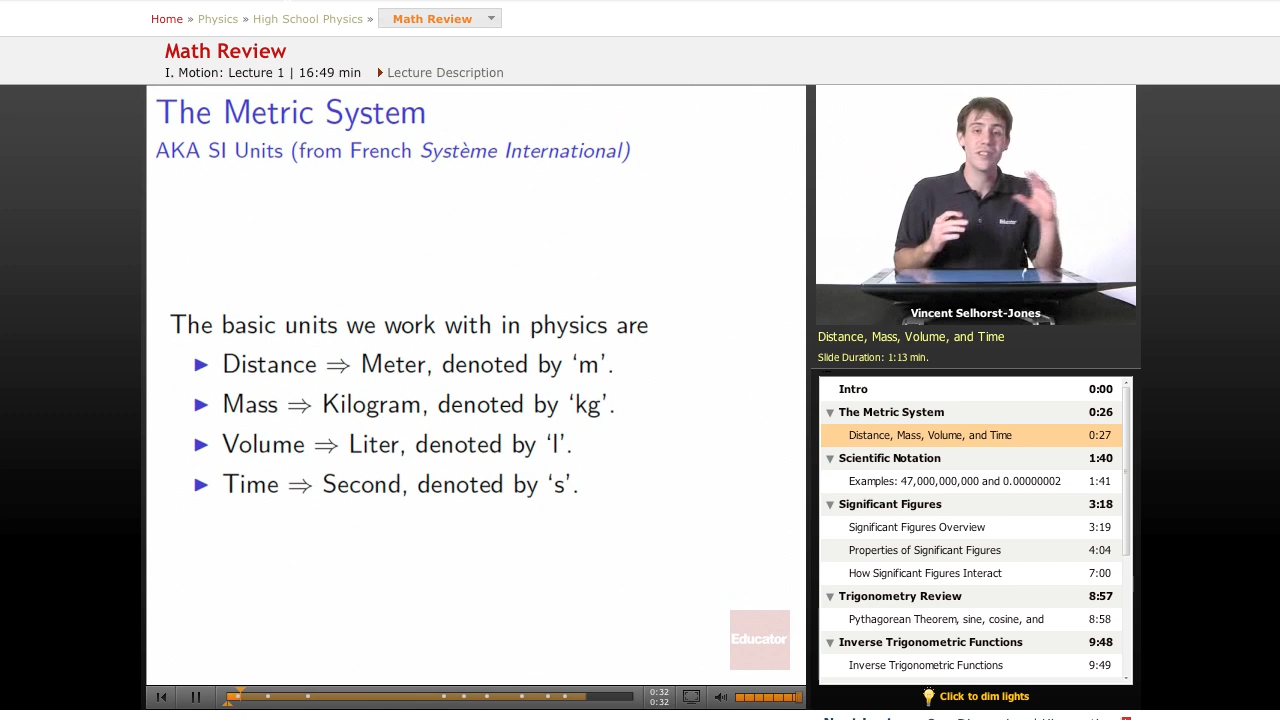 Home » Physics » High School Physics » Math Review
Math Review
I. Motion: Lecture 1 | 16:49 min Lecture Description
The Metric System
AKA SI Units (from French Système International)
The basic units we work with in physics are
► Distance ⇒ Meter, denoted by ‘m’.
► Mass ⇒ Kilogram, denoted by ‘kg’.
► Volume ⇒ Liter, denoted by ‘l’.
► Time ⇒ Second, denoted by ‘s’.
Educator
0:32
0:32
Educator
Vincent Selhorst-Jones
Distance, Mass, Volume, and Time
Slide Duration: 1:13 min.
Intro 0:00
The Metric System 0:26
Distance, Mass, Volume, and Time 0:27
Scientific Notation 1:40
Examples: 47,000,000,000 and 0.00000002 1:41
Significant Figures 3:18
Significant Figures Overview 3:19
Properties of Significant Figures 4:04
How Significant Figures Interact 7:00
Trigonometry Review 8:57
Pythagorean Theorem, sine, cosine, and 8:58
Inverse Trigonometric Functions 9:48
Inverse Trigonometric Functions 9:49
Click to dim lights